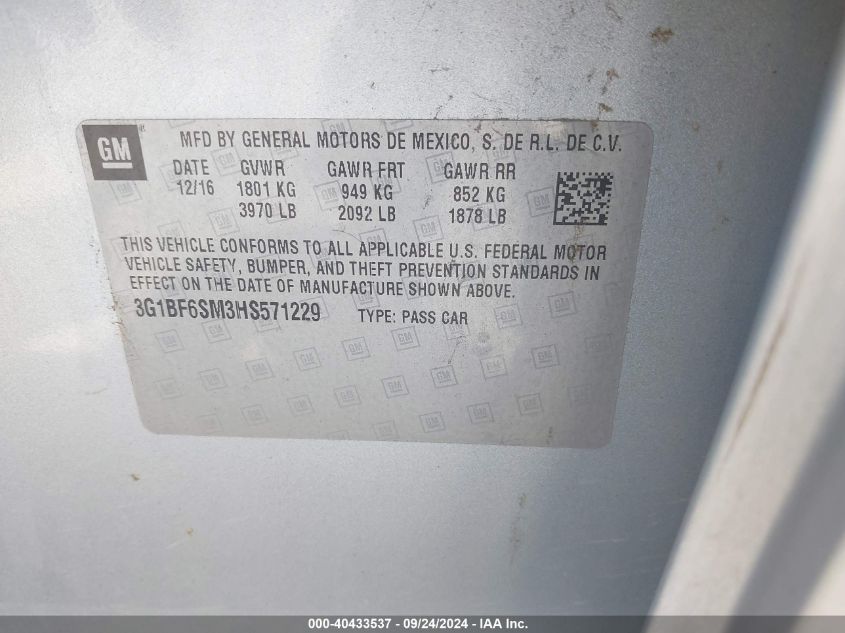 GM
MFD BY GENERAL MOTORS DE MEXICO, S. DE R.L. DE C.V.
DATE GVWR GAWR FRT GAWR RR
12/16 1801 KG 949 KG 852 KG
3970 LB 2092 LB 1878 LB
THIS VEHICLE CONFORMS TO ALL APPLICABLE U.S. FEDERAL MOTOR
VEHICLE SAFETY, BUMPER, AND THEFT PREVENTION STANDARDS IN
EFFECT ON THE DATE OF MANUFACTURE SHOWN ABOVE.
3G1BF6SM3HS571229 TYPE: PASS CAR
000-40433537 - 09/24/2024 - IAA Inc.